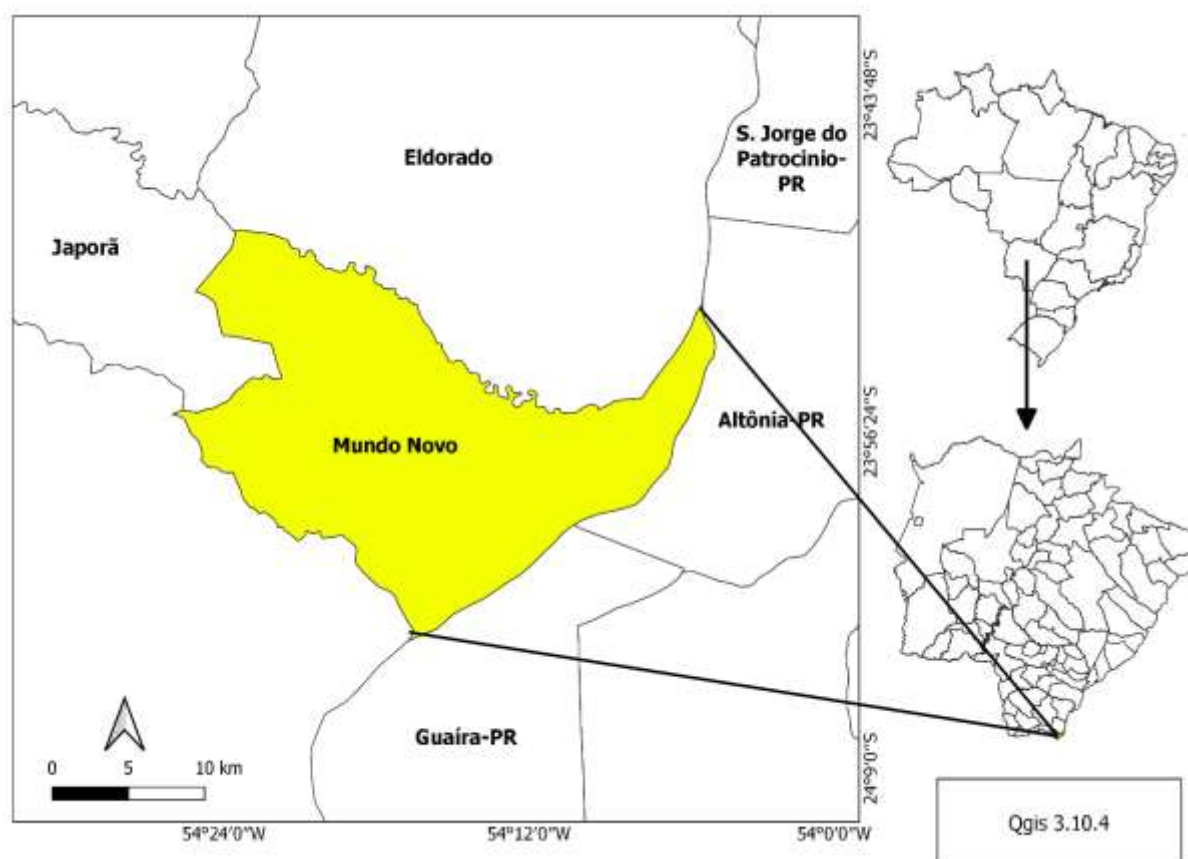 Eldorado
S. Jorge do
Patrocinio-
PR
Japorã
Mundo Novo
Altônia-PR
Guaíra-PR
0 5 10 km
23°43'48"S
23°56'24"S
24°9'0"S
54°24'0"W
54°12'0"W
54°0'0"W
Qgis 3.10.4